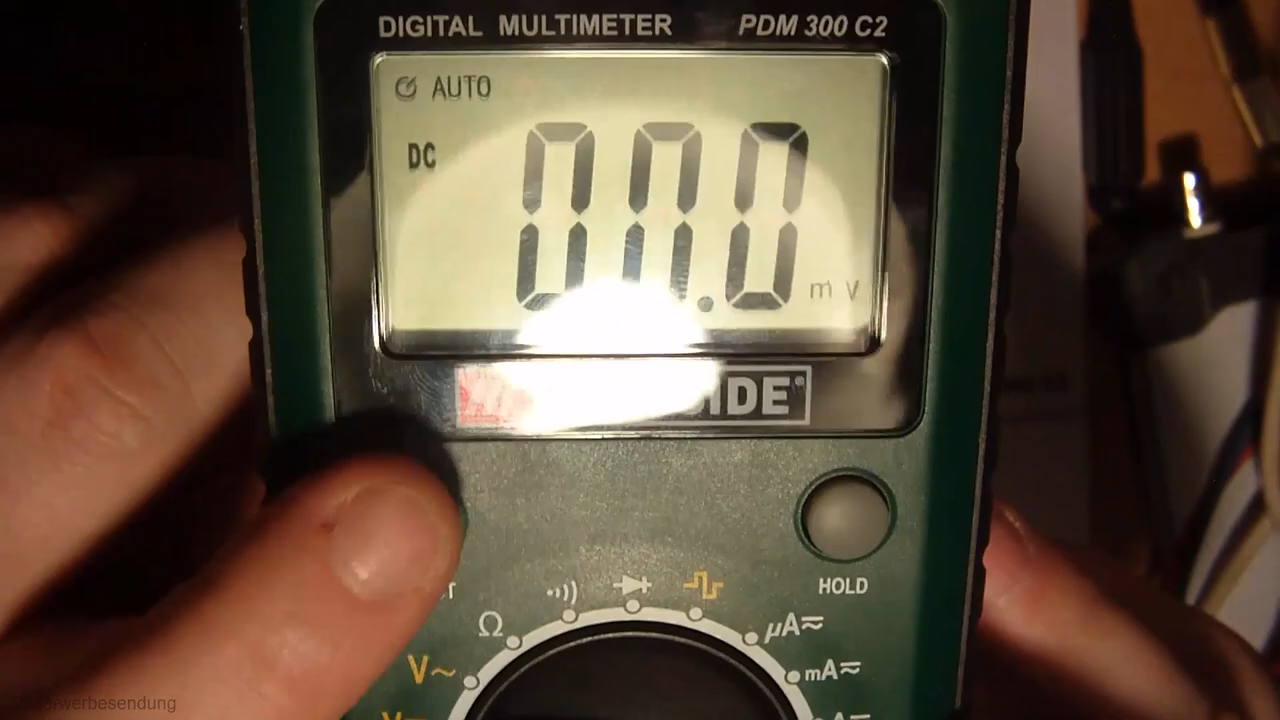 DIGITAL MULTIMETER PDM 300 C2
AUTO
DC
00.0 mV
HOLD
Ω
µA≂
V~
mA≂